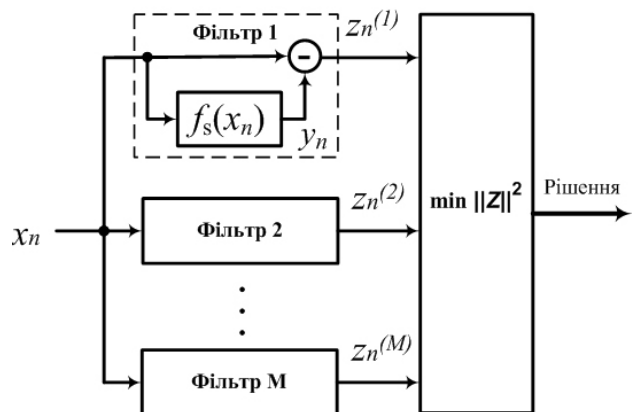 Фільтр 1
zₙ⁽¹⁾
-
fₛ(xₙ)
yₙ
zₙ⁽²⁾
min ||Z||²
Рішення
xₙ
Фільтр 2
zₙ⁽ᴹ⁾
Фільтр М